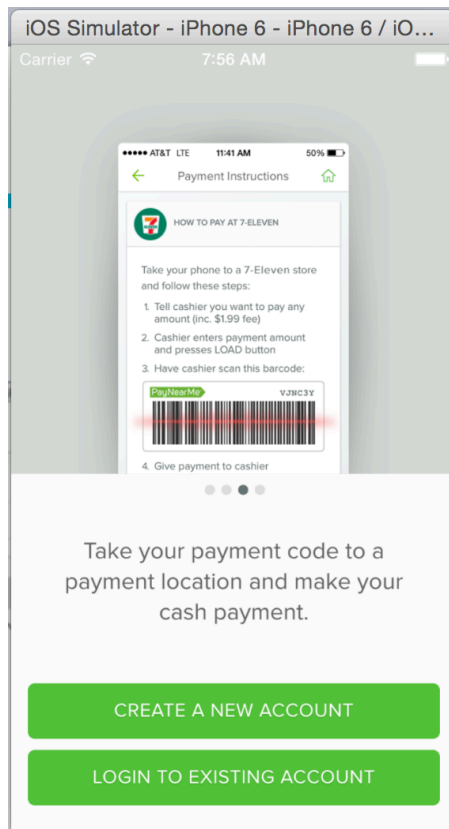 iOS Simulator - iPhone 6 - iPhone 6 / iO...
Carrier 7:56 AM
AT&T LTE 11:41 AM 50%
Payment Instructions
7
ELEVEN
HOW TO PAY AT 7-ELEVEN
Take your phone to a 7-Eleven store
and follow these steps:
1. Tell cashier you want to pay any
amount (inc. $1.99 fee)
2. Cashier enters payment amount
and presses LOAD button
3. Have cashier scan this barcode:
PayNearMe VJNC3Y
4. Give payment to cashier
Take your payment code to a
payment location and make your
cash payment.
CREATE A NEW ACCOUNT
LOGIN TO EXISTING ACCOUNT